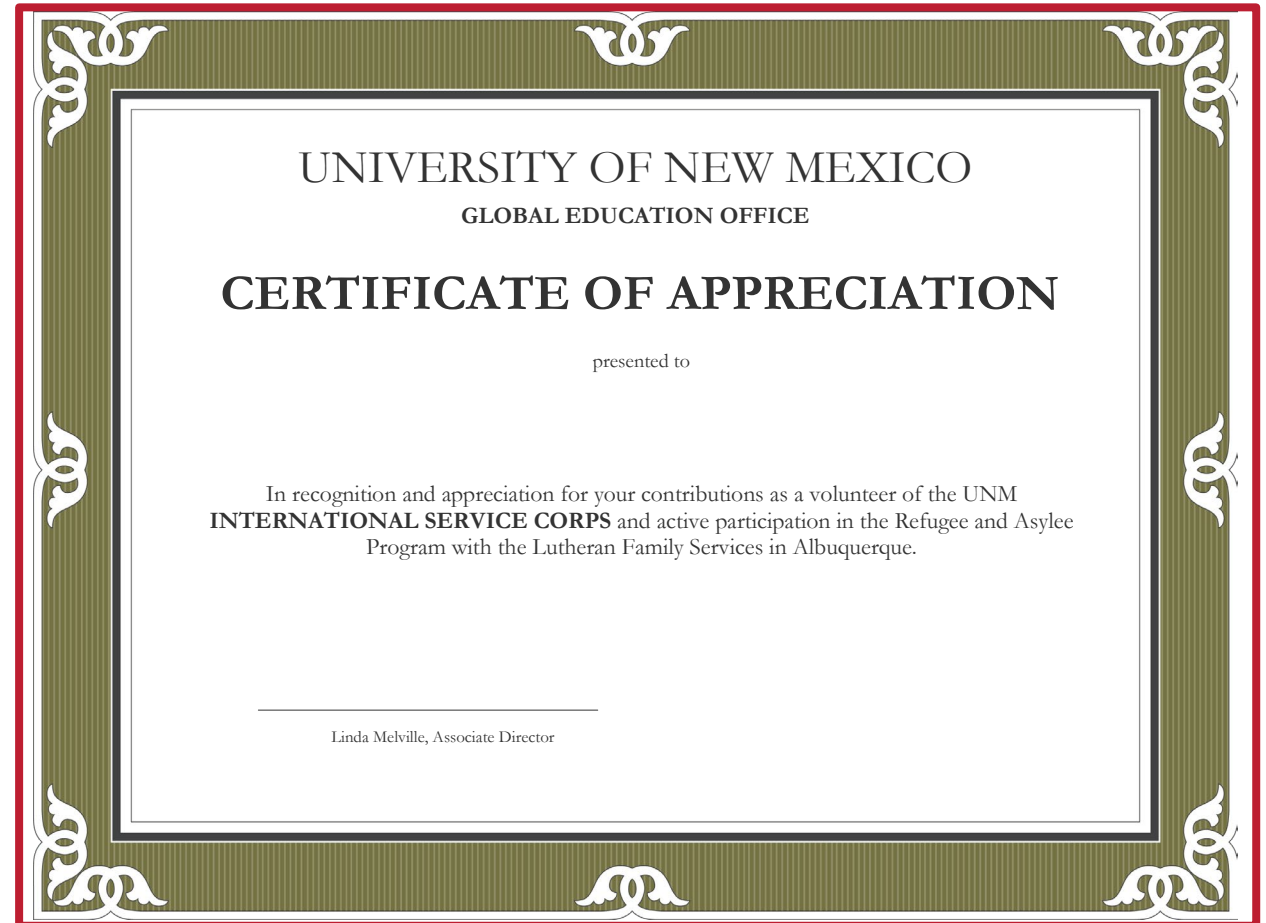 UNIVERSITY OF NEW MEXICO
GLOBAL EDUCATION OFFICE
CERTIFICATE OF APPRECIATION
presented to
In recognition and appreciation for your contributions as a volunteer of the UNM
INTERNATIONAL SERVICE CORPS and active participation in the Refugee and Asylee
Program with the Lutheran Family Services in Albuquerque.
Linda Melville, Associate Director